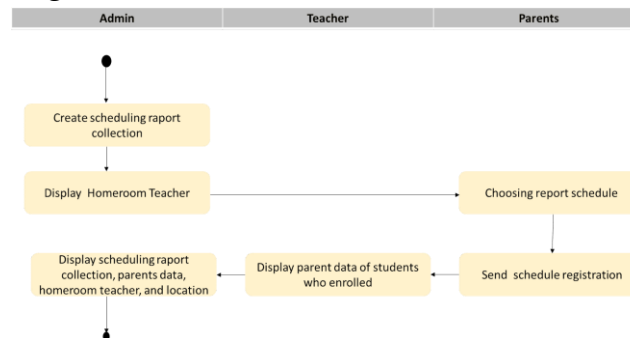 Admin
Teacher
Parents
Create scheduling raport
collection
Display Homeroom Teacher
Choosing report schedule
Display scheduling raport
collection, parents data,
homeroom teacher, and location
Display parent data of students
who enrolled
Send schedule registration